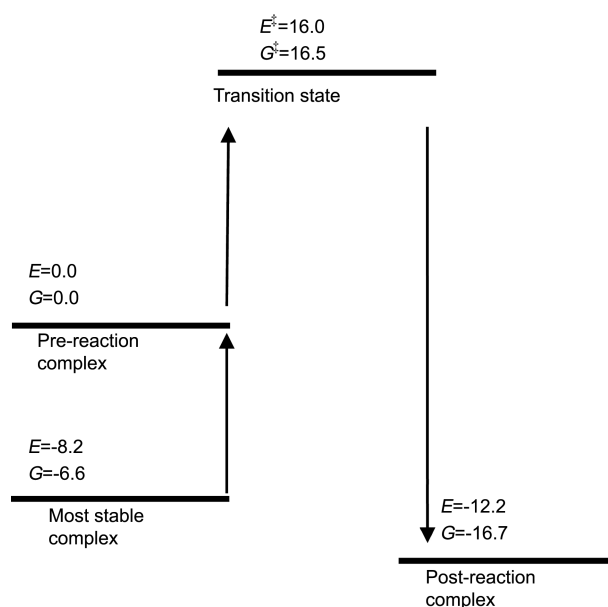 E‡=16.0
G‡=16.5
Transition state
E=0.0
G=0.0
Pre-reaction
complex
E=-8.2
G=-6.6
Most stable
complex
E=-12.2
G=-16.7
Post-reaction
complex